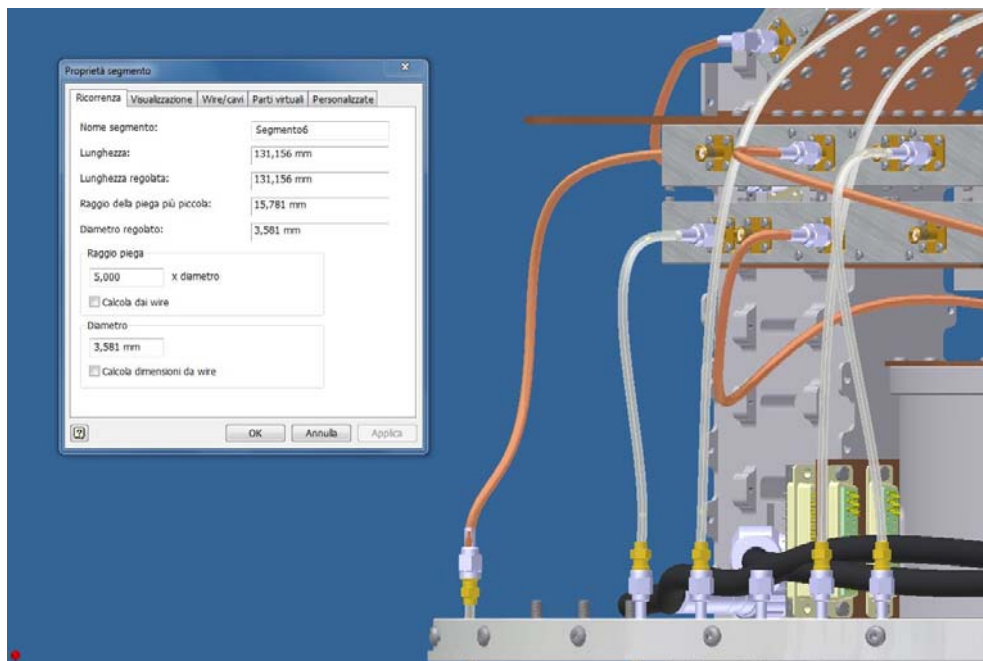 Proprietà segmento
Ricorrenza Visualizzazione Wire/cavi Parti virtuali Personalizzate
Nome segmento: Segmento6
Lunghezza: 131,156 mm
Lunghezza regolata: 131,156 mm
Raggio della piega più piccola: 15,781 mm
Diametro regolato: 3,581 mm
Raggio piega
5,000 x diametro
Calcola dai wire
Diametro
3,581 mm
Calcola dimensioni da wire
? OK Annulla Applica